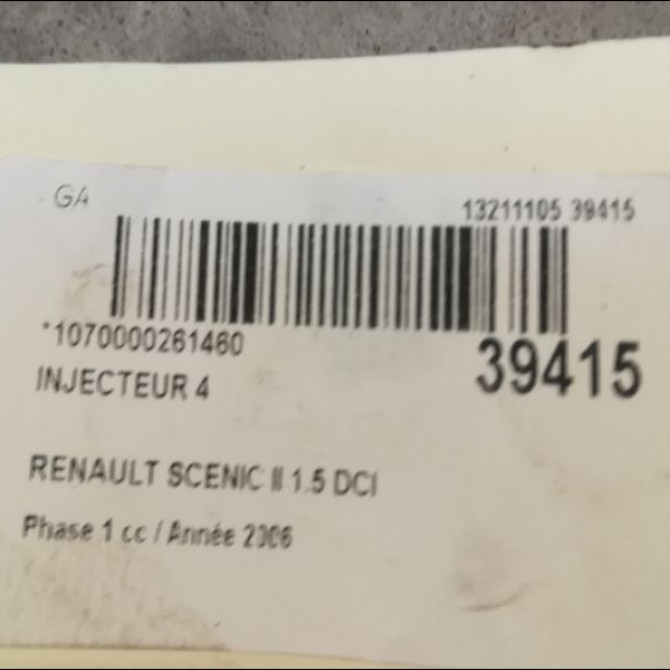 GA
13211105 39415
*1070000261460
39415
INJECTEUR 4
RENAULT SCENIC II 1.5 DCI
Phase 1 cc / Année 2006